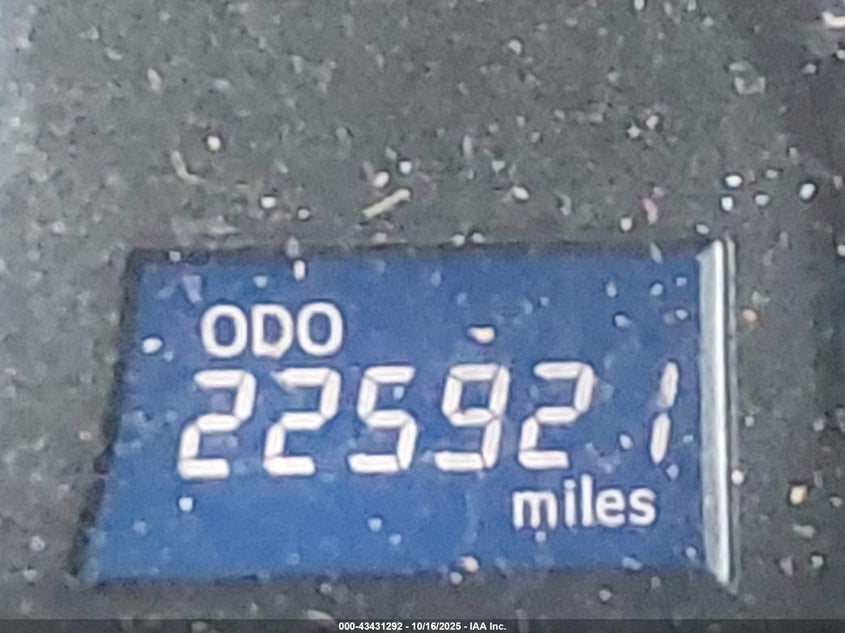 ODO
225921
miles
000-43431292 - 10/16/2025 - IAA Inc.